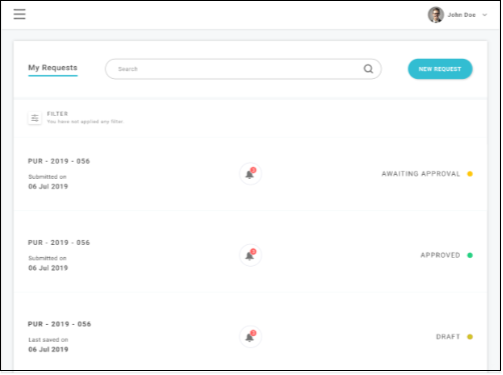 John Doe
My Requests
Search
NEW REQUEST
FILTER
You have not applied any filter
PUR - 2019 - 056
Submitted on
06 Jul 2019
AWAITING APPROVAL
PUR - 2019 - 056
Submitted on
06 Jul 2019
APPROVED
PUR - 2019 - 056
Last saved on
06 Jul 2019
DRAFT